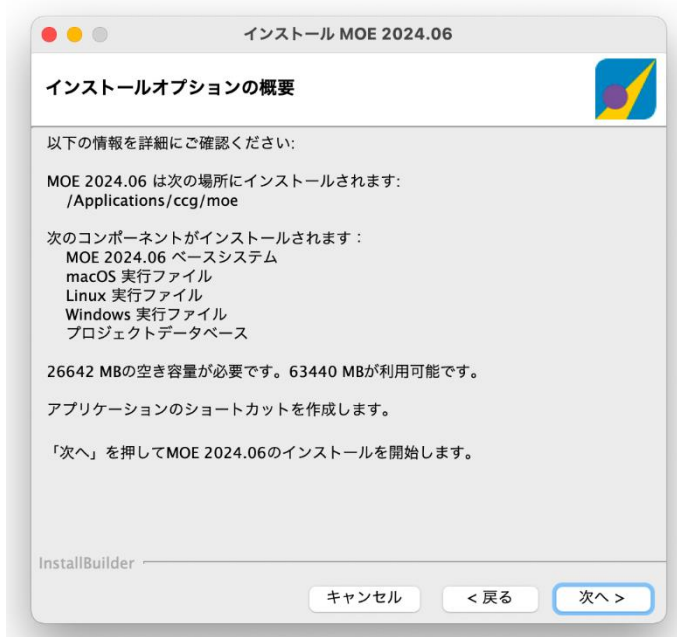 インストール MOE 2024.06
インストールオプションの概要
以下の情報を詳細にご確認ください:
MOE 2024.06 は次の場所にインストールされます:
/Applications/ccg/moe
次のコンポーネントがインストールされます：
MOE 2024.06 ベースシステム
macOS 実行ファイル
Linux 実行ファイル
Windows 実行ファイル
プロジェクトデータベース
26642 MBの空き容量が必要です。63440 MBが利用可能です。
アプリケーションのショートカットを作成します。
「次へ」を押してMOE 2024.06のインストールを開始します。
InstallBuilder
キャンセル < 戻る 次へ >